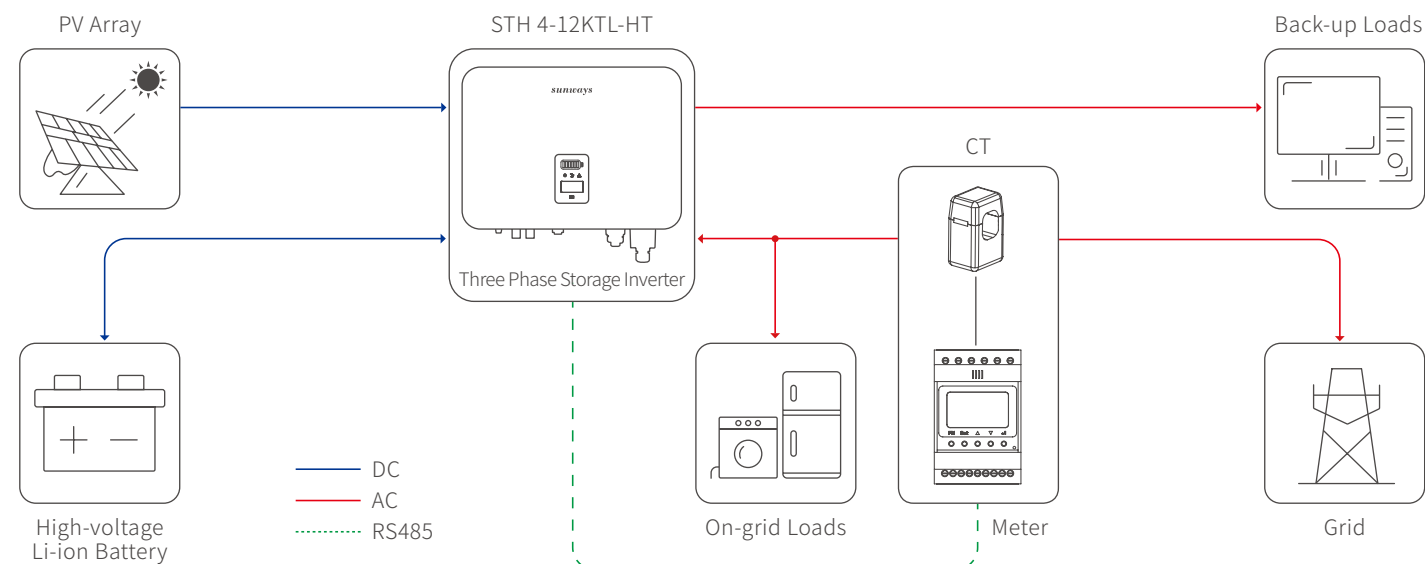 PV Array
STH 4-12KTL-HT
Back-up Loads
sunways
CT
Three Phase Storage Inverter
DC
AC
RS485
High-voltage
Li-ion Battery
On-grid Loads
Meter
Grid